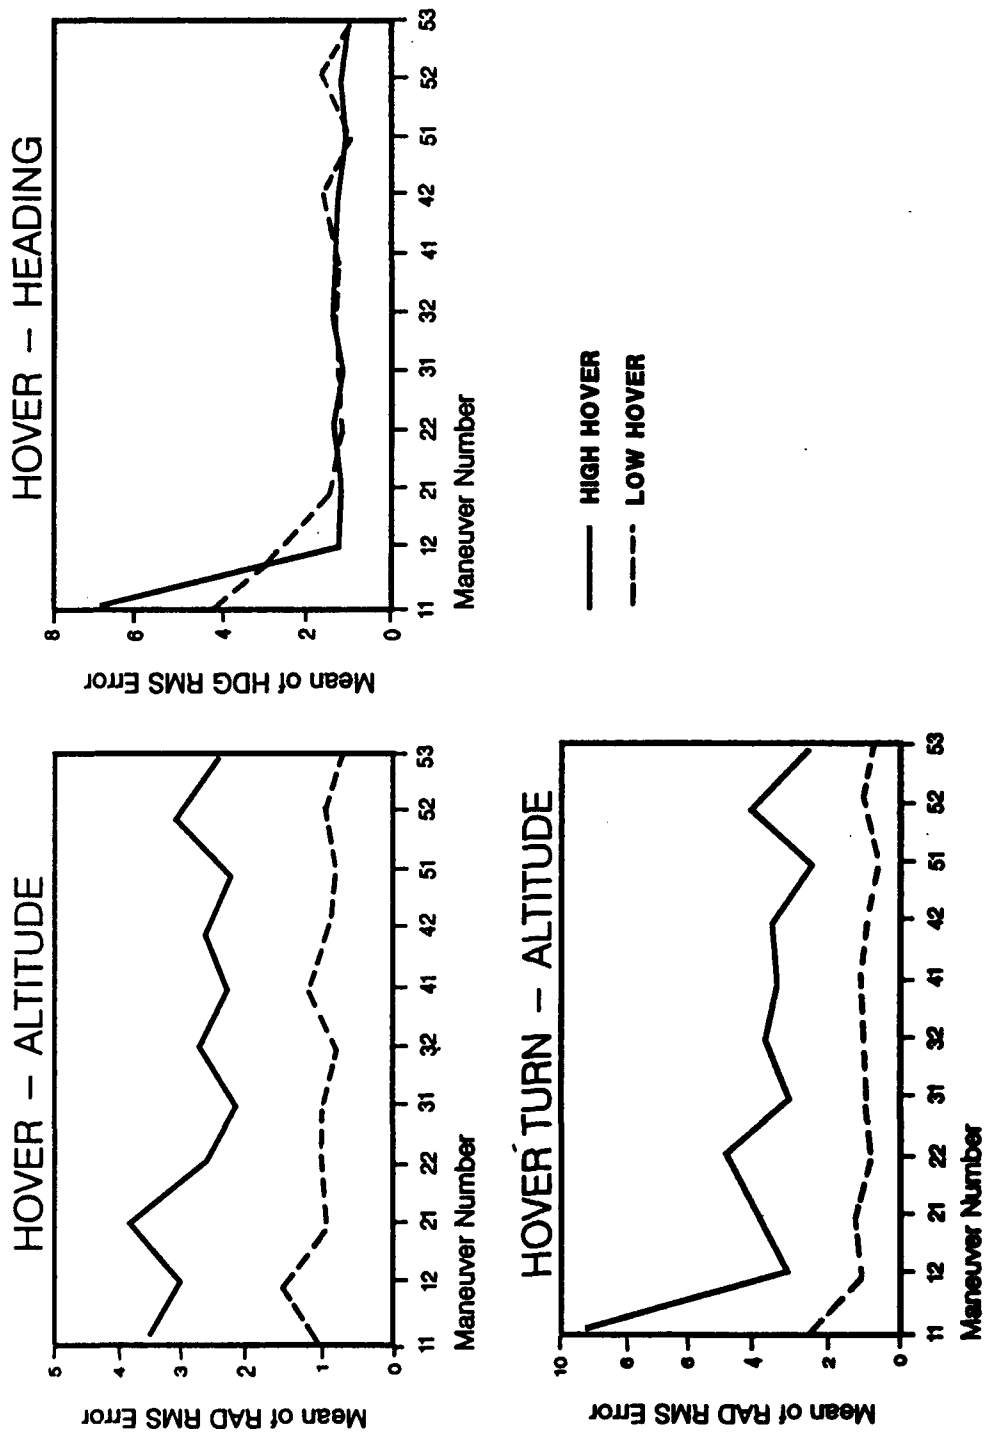 HOVER — ALTITUDE
Mean of RAD RMS Error
5
4
3
2
1
0
11 12 21 22 31 32 41 42 51 52 53
Maneuver Number
HOVER — HEADING
Mean of HDG RMS Error
8
6
4
2
0
11 12 21 22 31 32 41 42 51 52 53
Maneuver Number
HOVER TURN — ALTITUDE
Mean of RAD RMS Error
10
6
6
4
2
0
11 12 21 22 31 32 41 42 51 52 53
Maneuver Number
HIGH HOVER
LOW HOVER